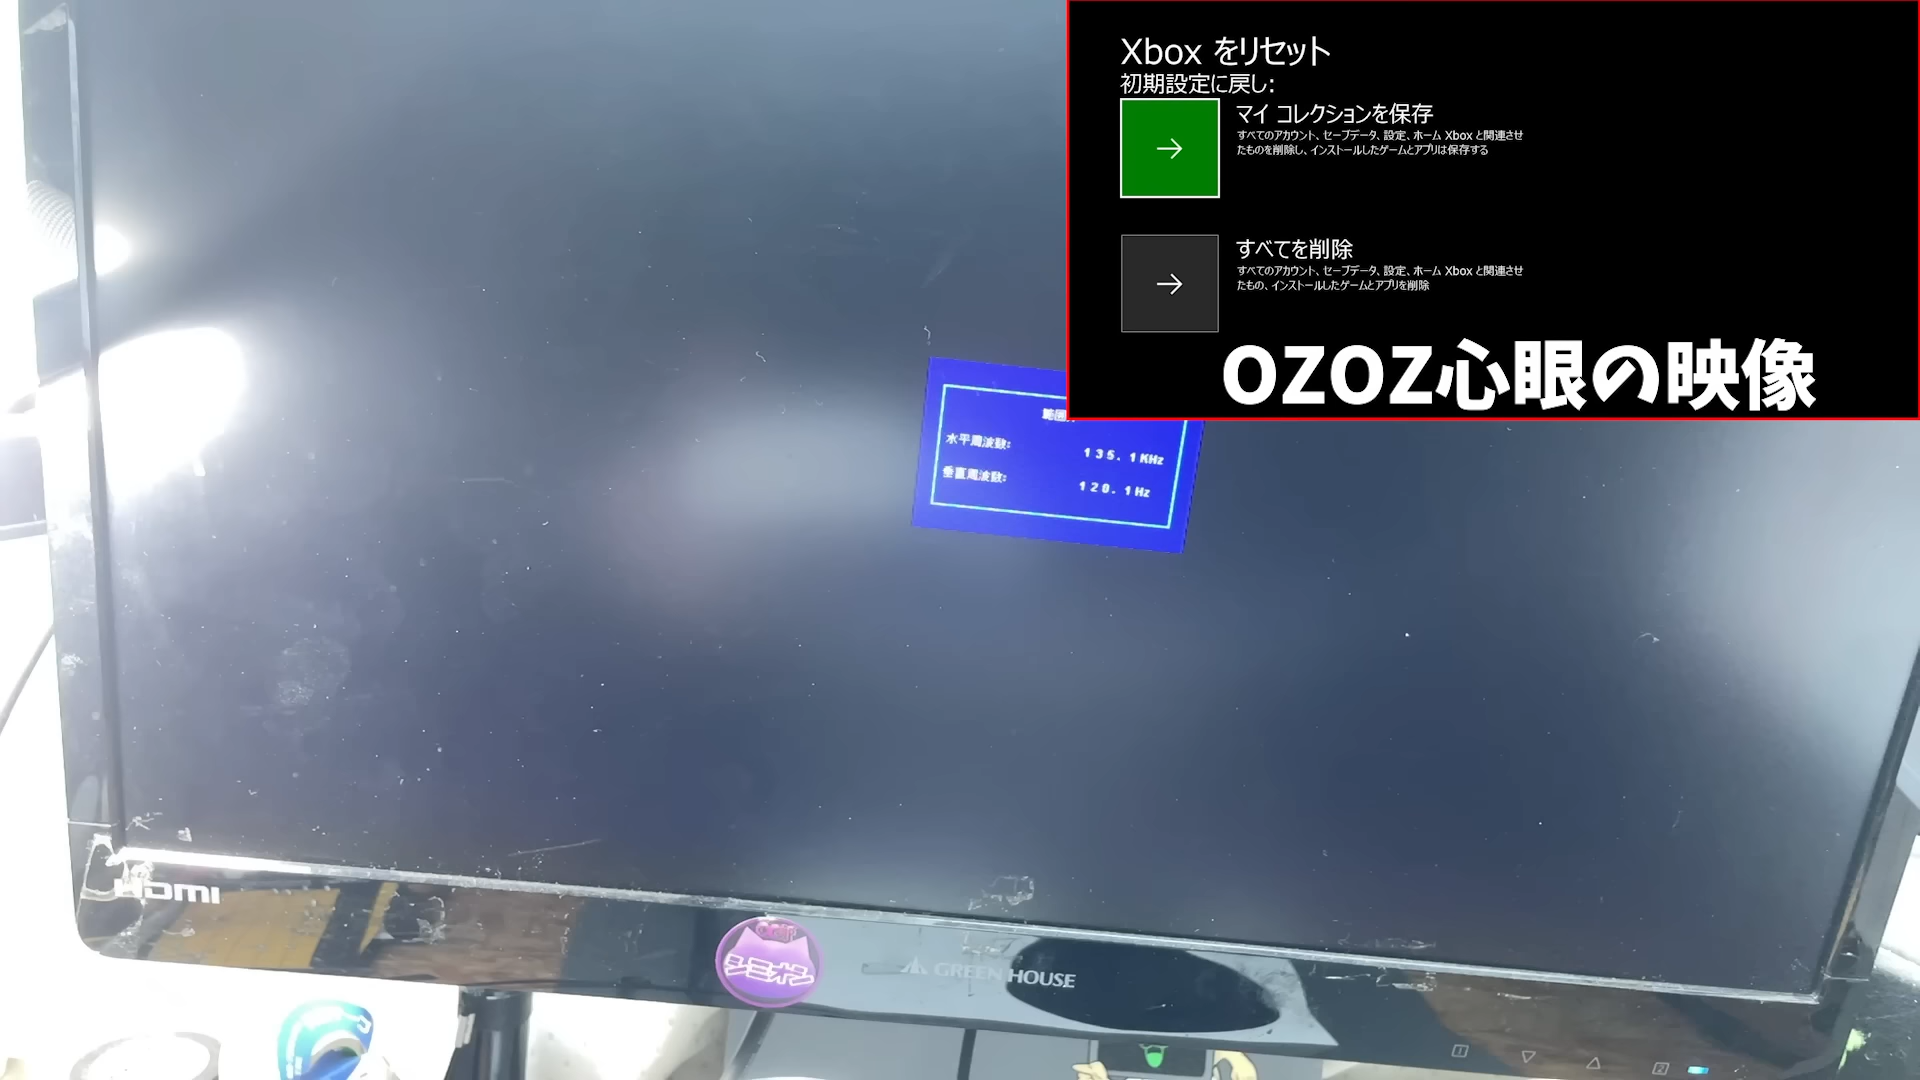 Xbox をリセット
初期設定に戻し:
マイ コレクションを保存
すべてのアカウント、セーブデータ、設定、ホーム Xbox と関連させ
たものを削除し、インストールしたゲームとアプリは保存する
すべてを削除
すべてのアカウント、セーブデータ、設定、ホーム Xbox と関連させ
たもの、インストールしたゲームとアプリを削除
OZOZ心眼の映像
範囲
水平周波数: 135.1KHz
垂直周波数: 120.1Hz
HDMI
シミオン
GREEN HOUSE
1
2